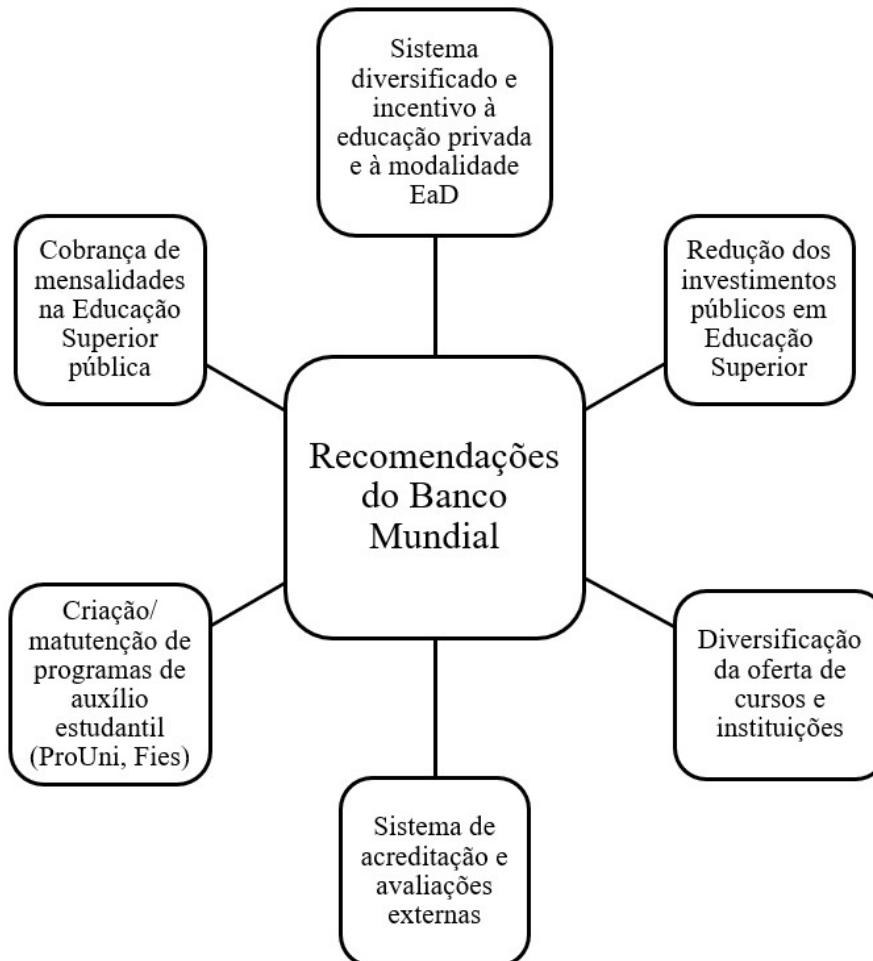 Sistema
diversificado e
incentivo à
educação privada
e à modalidade
EaD
Cobrança de
mensalidades
na Educação
Superior
pública
Redução dos
investimentos
públicos em
Educação
Superior
Recomendações
do Banco
Mundial
Criação/
matutenção de
programas de
auxílio
estudantil
(ProUni, Fies)
Diversificação
da oferta de
cursos e
instituições
Sistema de
acreditação e
avaliações
externas